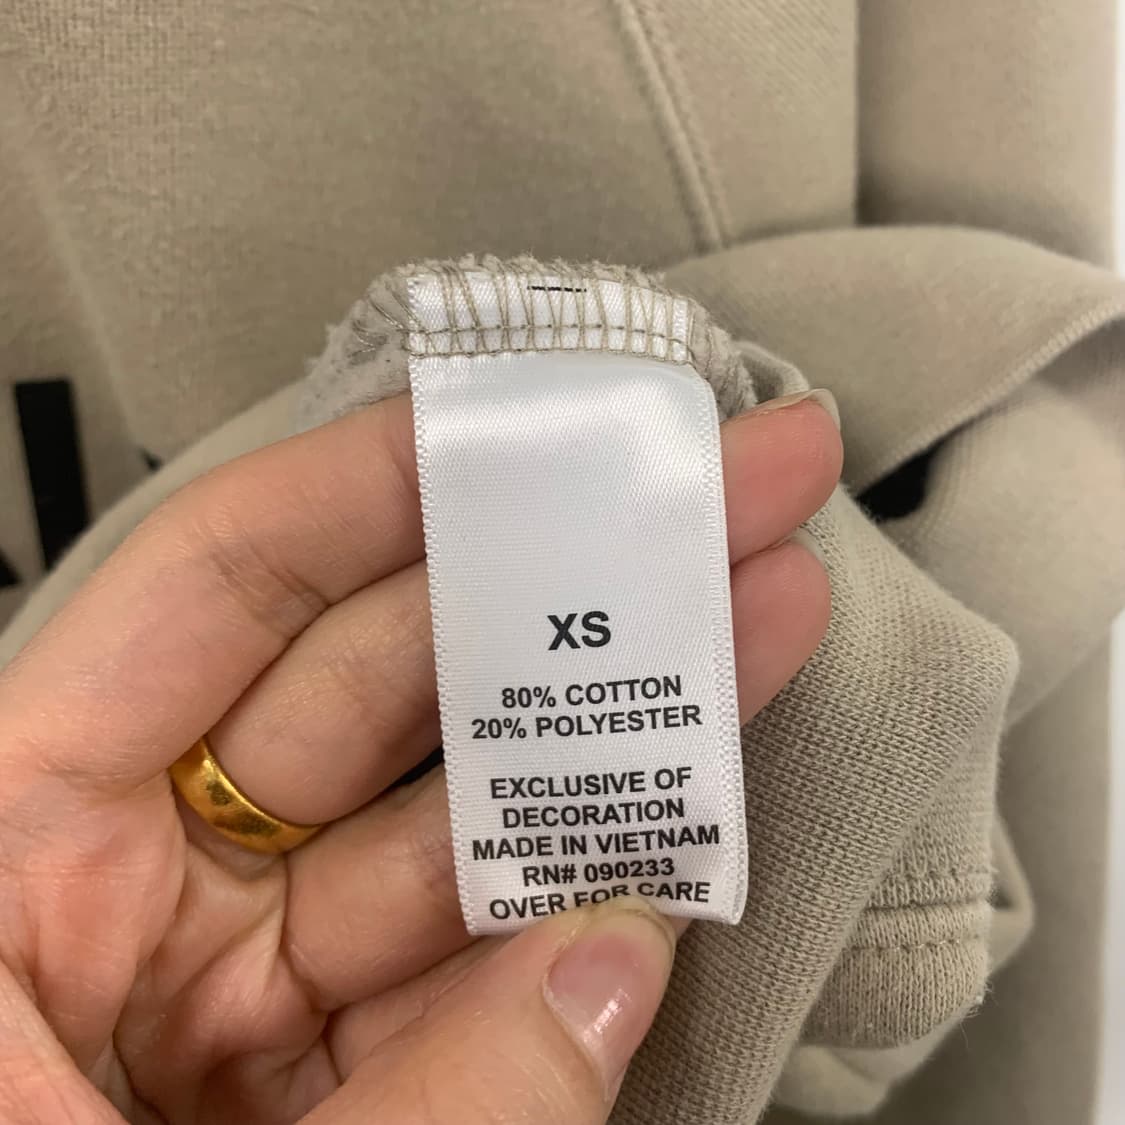 XS
80% COTTON
20% POLYESTER
EXCLUSIVE OF
DECORATION
MADE IN VIETNAM
RN# 090233
OVER FOR CARE